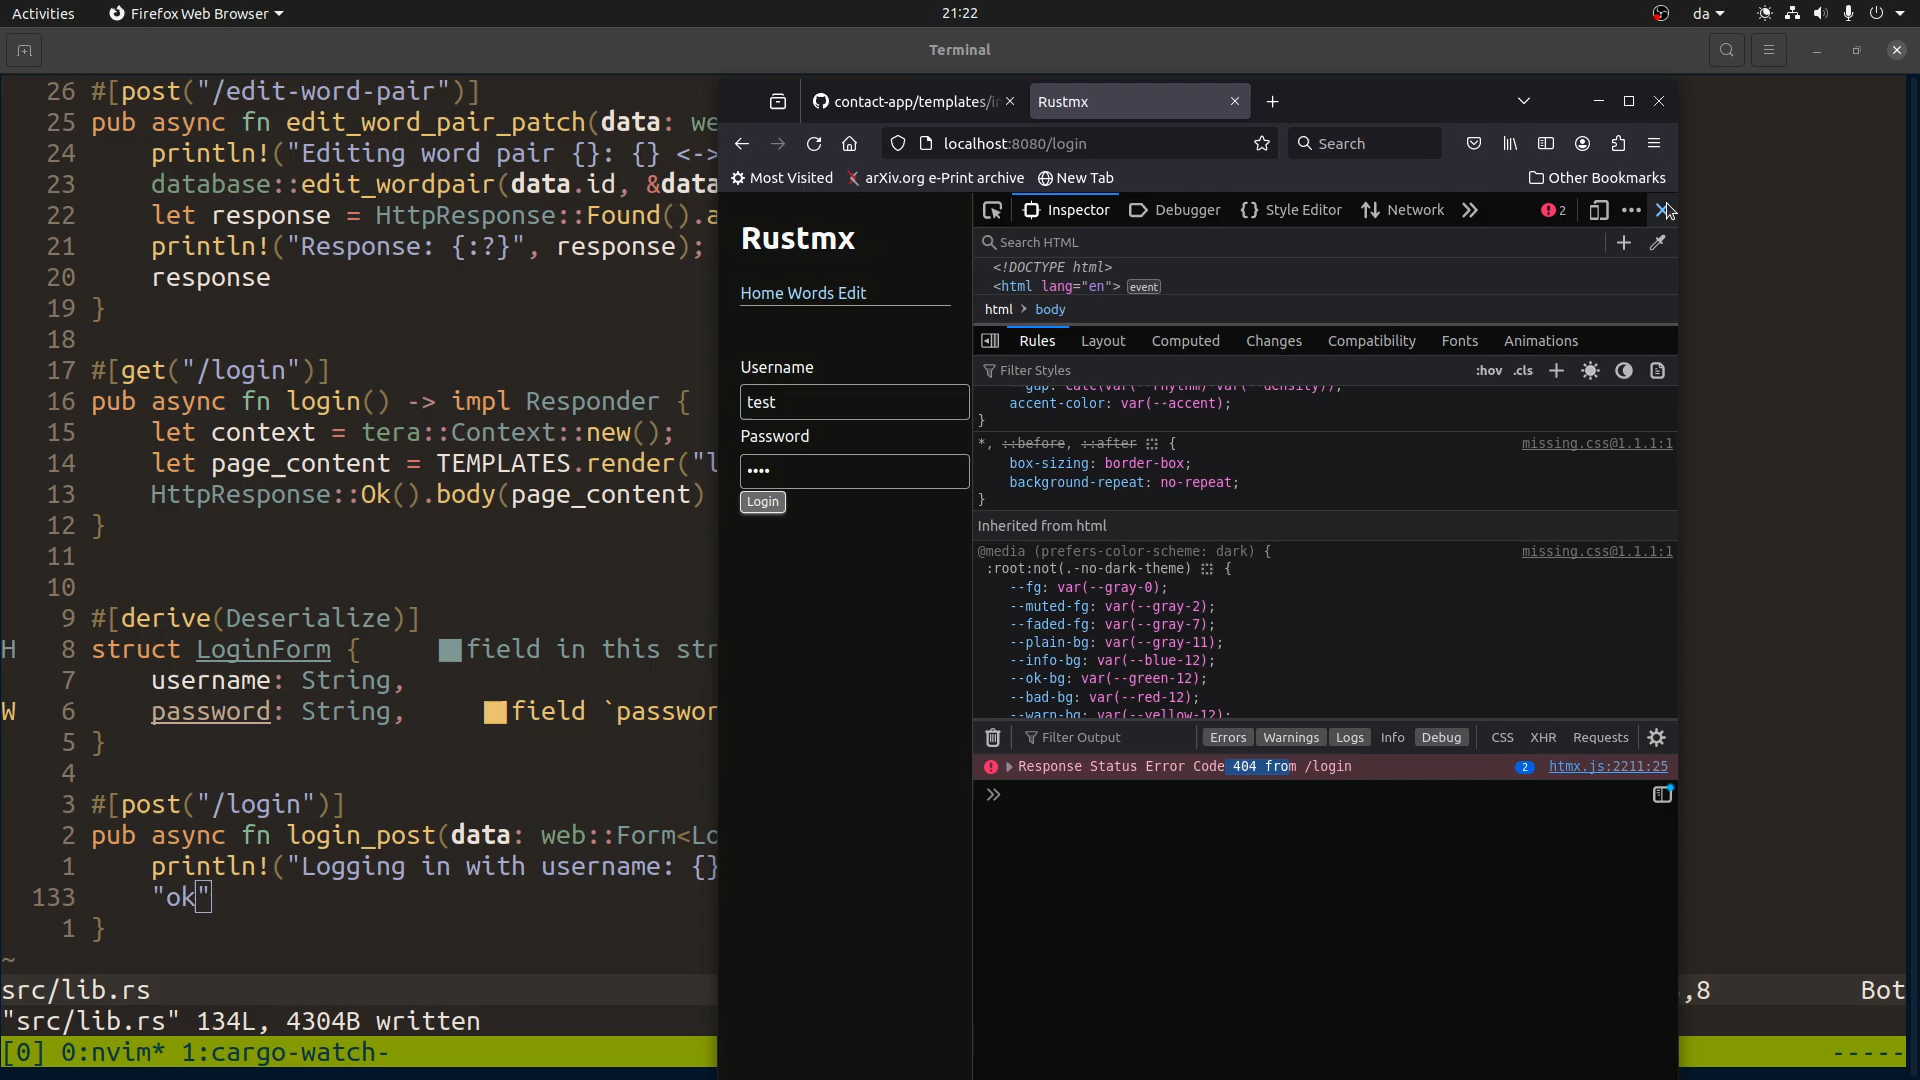 Activities Firefox Web Browser 21:22 da
Terminal
26 #[post("/edit-word-pair")]
25 pub async fn edit_word_pair_patch(data: we
24 println!("Editing word pair {}: {} <->
23 database::edit_wordpair(data.id, &data
22 let response = HttpResponse::Found().a
21 println!("Response: {:?}", response);
20 response
19 }
18
17 #[get("/login")]
16 pub async fn login() -> impl Responder {
15 let context = tera::Context::new();
14 let page_content = TEMPLATES.render("l
13 HttpResponse::Ok().body(page_content)
12 }
11
10
9 #[derive(Deserialize)]
H 8 struct LoginForm { field in this str
7 username: String,
W 6 password: String, field `passwor
5 }
4
3 #[post("/login")]
2 pub async fn login_post(data: web::Form<Lo
1 println!("Logging in with username: {}
133 "ok"
1 }
~
src/lib.rs ,8 Bot
"src/lib.rs" 134L, 4304B written
[0] 0:nvim* 1:cargo-watch- -----
contact-app/templates/in Rustmx
localhost:8080/login Search
Most Visited arXiv.org e-Print archive New Tab Other Bookmarks
Rustmx
Home Words Edit
Username
test
Password
••••
Login
Inspector Debugger Style Editor Network 2
Search HTML
<!DOCTYPE html>
<html lang="en"> event
html > body
Rules Layout Computed Changes Compatibility Fonts Animations
Filter Styles :hov .cls
--gap: calc(var(--rhythm)*var(--density));
accent-color: var(--accent);
}
*, ::before, ::after { missing.css@1.1.1:1
box-sizing: border-box;
background-repeat: no-repeat;
}
Inherited from html
@media (prefers-color-scheme: dark) { missing.css@1.1.1:1
:root:not(.-no-dark-theme) {
--fg: var(--gray-0);
--muted-fg: var(--gray-2);
--faded-fg: var(--gray-7);
--plain-bg: var(--gray-11);
--info-bg: var(--blue-12);
--ok-bg: var(--green-12);
--bad-bg: var(--red-12);
--warn-bg: var(--yellow-12);
Filter Output Errors Warnings Logs Info Debug CSS XHR Requests
Response Status Error Code 404 from /login 2 htmx.js:2211:25